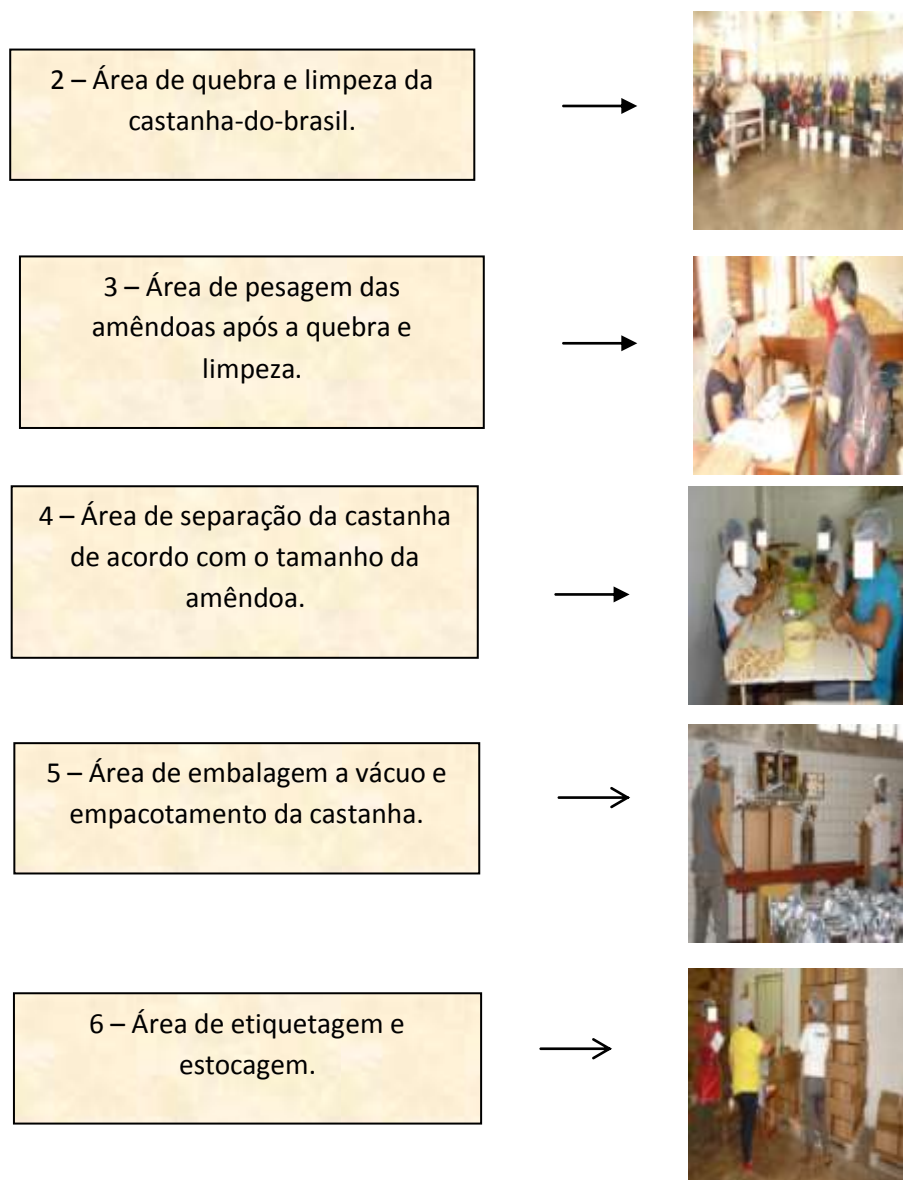 2 – Área de quebra e limpeza da
castanha-do-brasil.
3 – Área de pesagem das
amêndoas após a quebra e
limpeza.
4 – Área de separação da castanha
de acordo com o tamanho da
amêndoa.
5 – Área de embalagem a vácuo e
empacotamento da castanha.
6 – Área de etiquetagem e
estocagem.